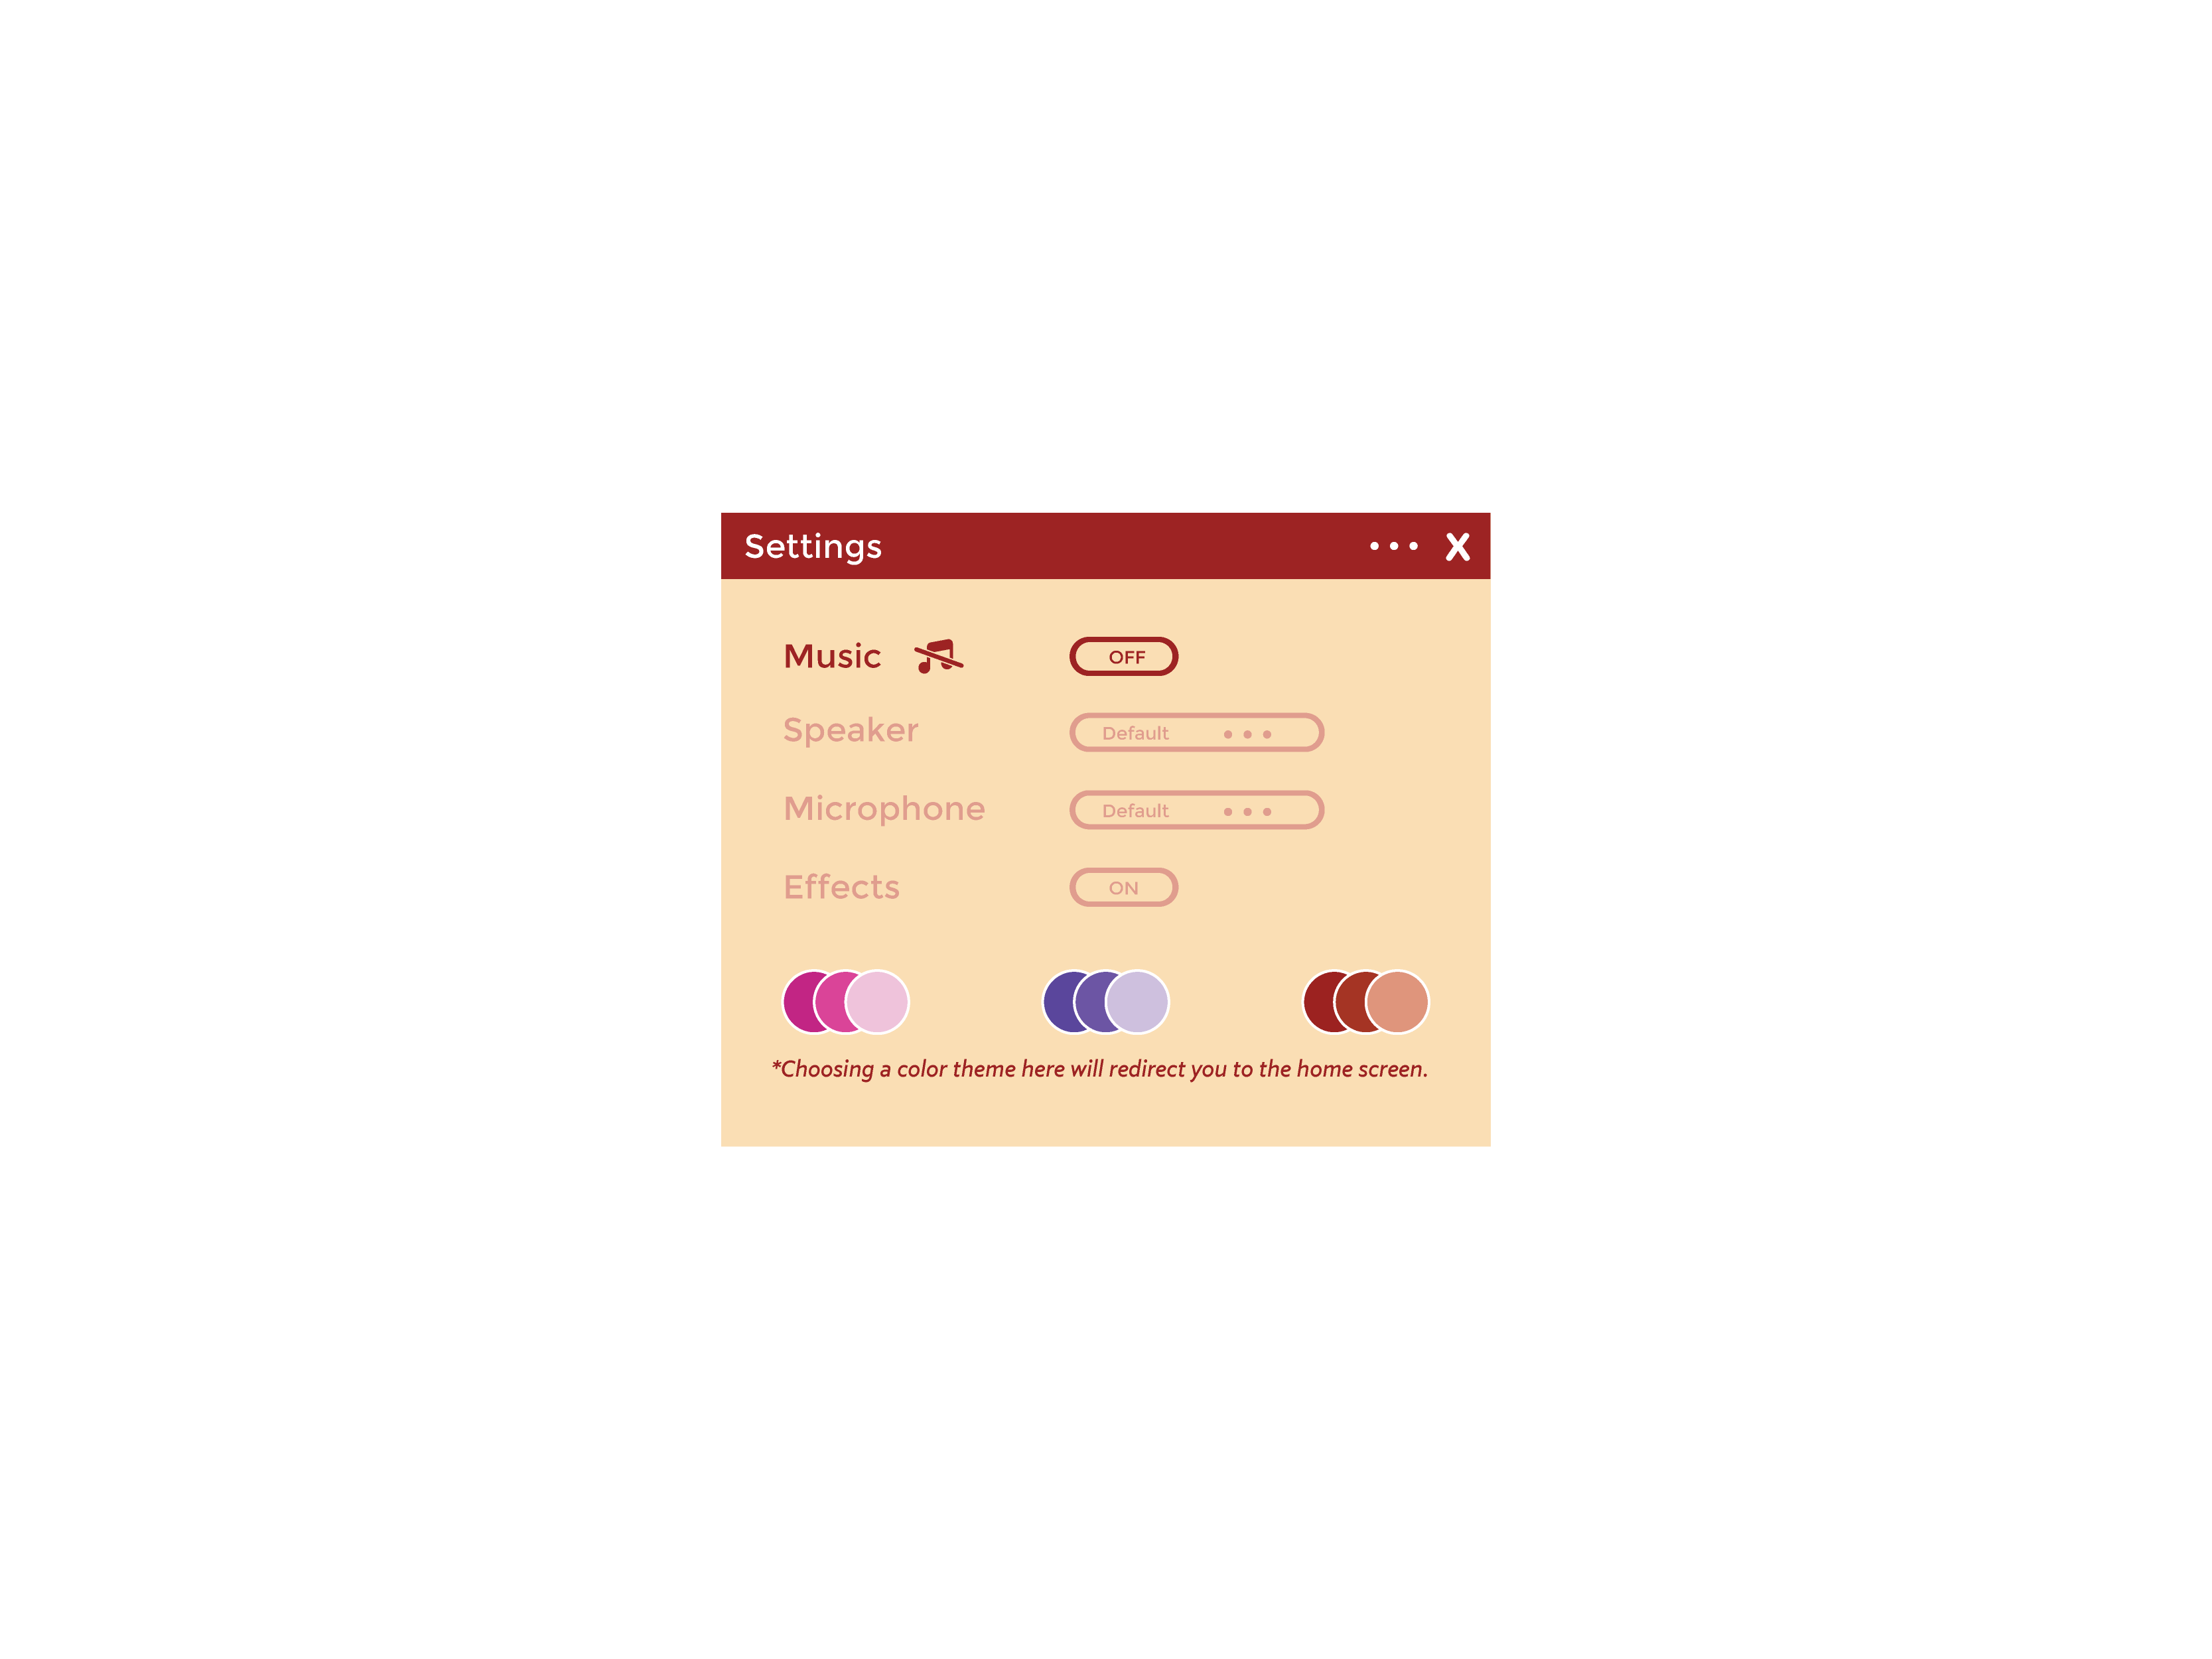 Settings
X
Music OFF
Speaker Default
Microphone Default
Effects ON
*Choosing a color theme here will redirect you to the home screen.